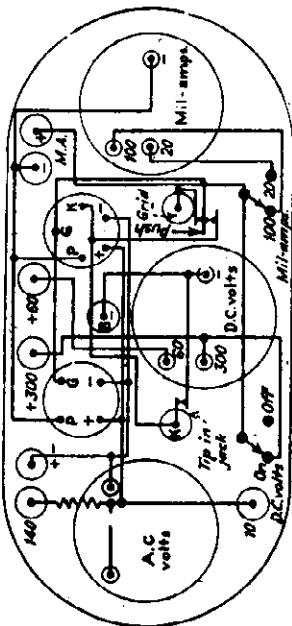 140
+
-
+300
+60
-
M.A.
+
P
G
+
-
P
G
K
+
-
B
-
A.C
volts
K
Tip in
jack
60
300
-
D.C. volts
Push
Grid
100
20
-
Mil-amps.
10
On
Off
D.C. volts
100
20
Mil-amps.